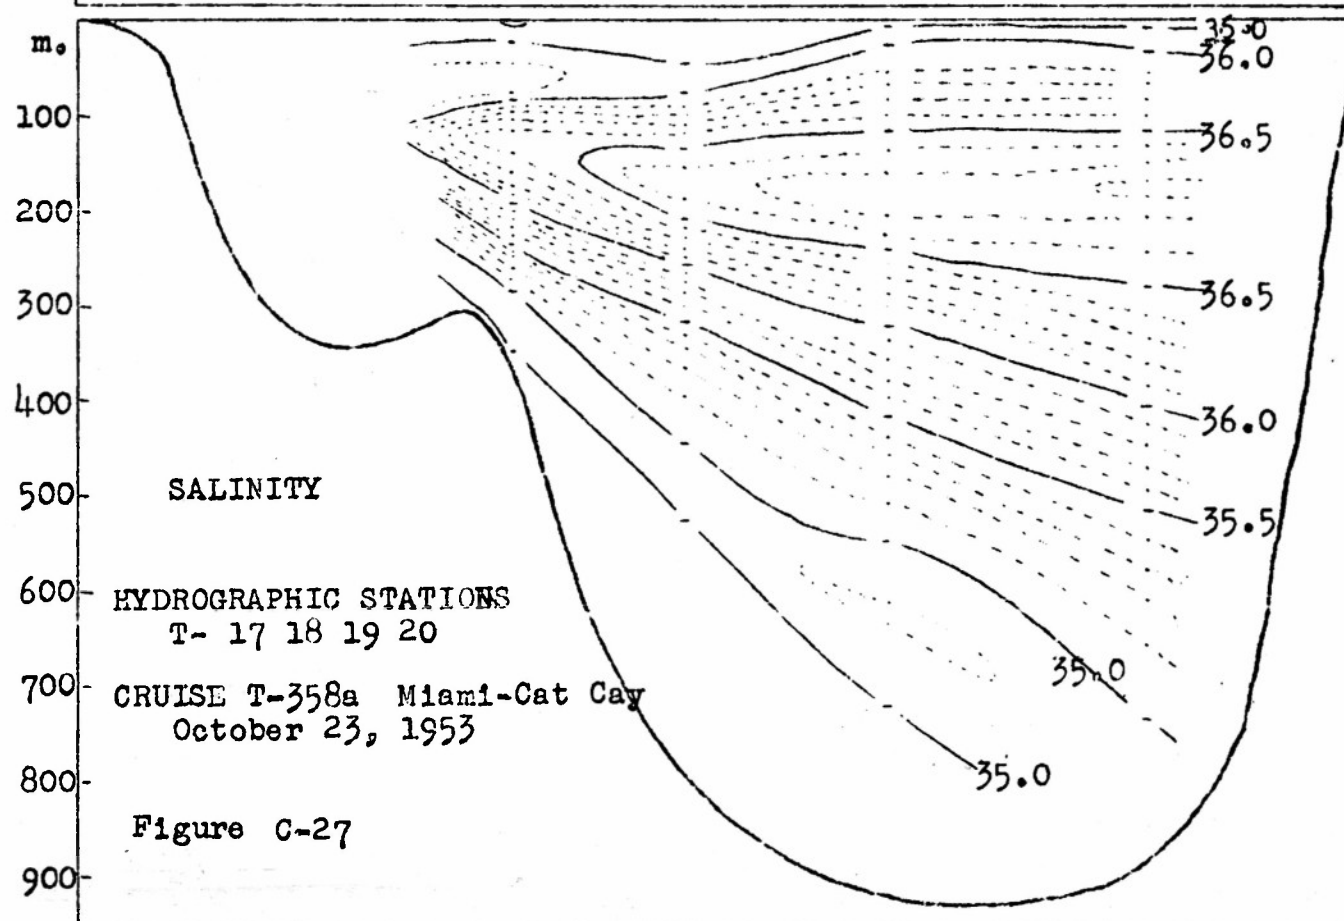 m.
35.0
36.0
100
36.5
200
300
36.5
400
36.0
500
SALINITY
35.5
600
HYDROGRAPHIC STATIONS
T- 17 18 19 20
700
35.0
CRUISE T-358a Miami-Cat Cay
October 23, 1953
800
35.0
Figure C-27
900